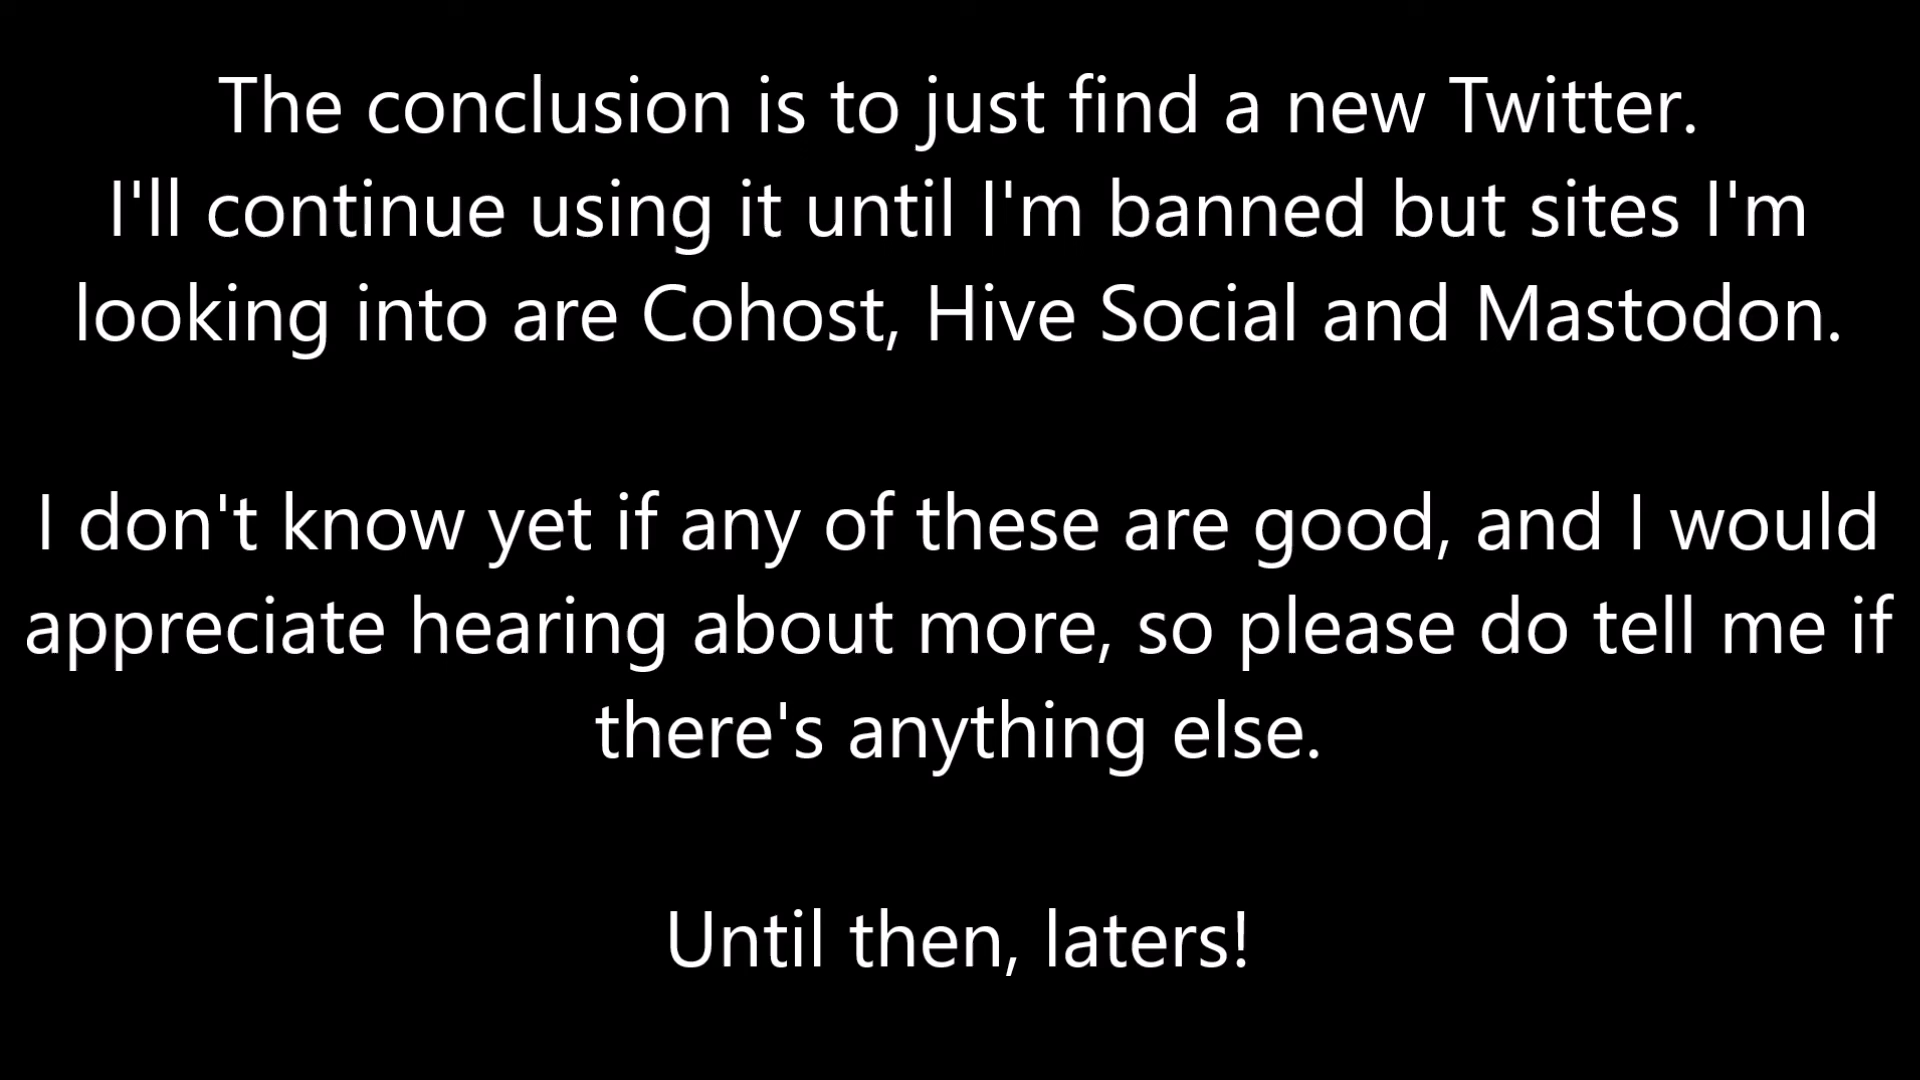 The conclusion is to just find a new Twitter.
I'll continue using it until I'm banned but sites I'm
looking into are Cohost, Hive Social and Mastodon.
I don't know yet if any of these are good, and I would
appreciate hearing about more, so please do tell me if
there's anything else.
Until then, laters!